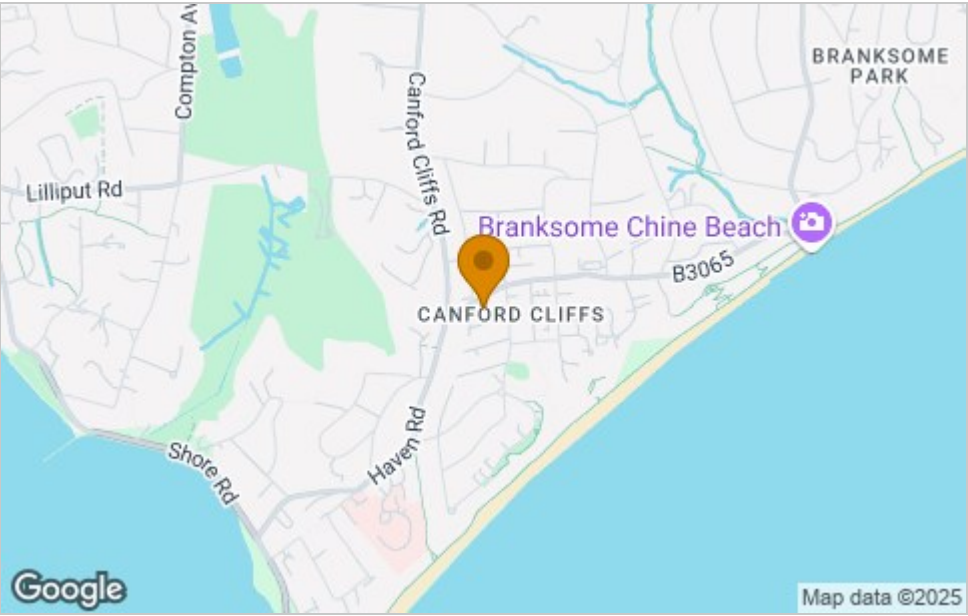 Compton Av
BRANKSOME
PARK
Canford Cliffs Rd
Lilliput Rd
Branksome Chine Beach
B3065
CANFORD CLIFFS
Haven Rd
Shore Rd
Google
Map data ©2025